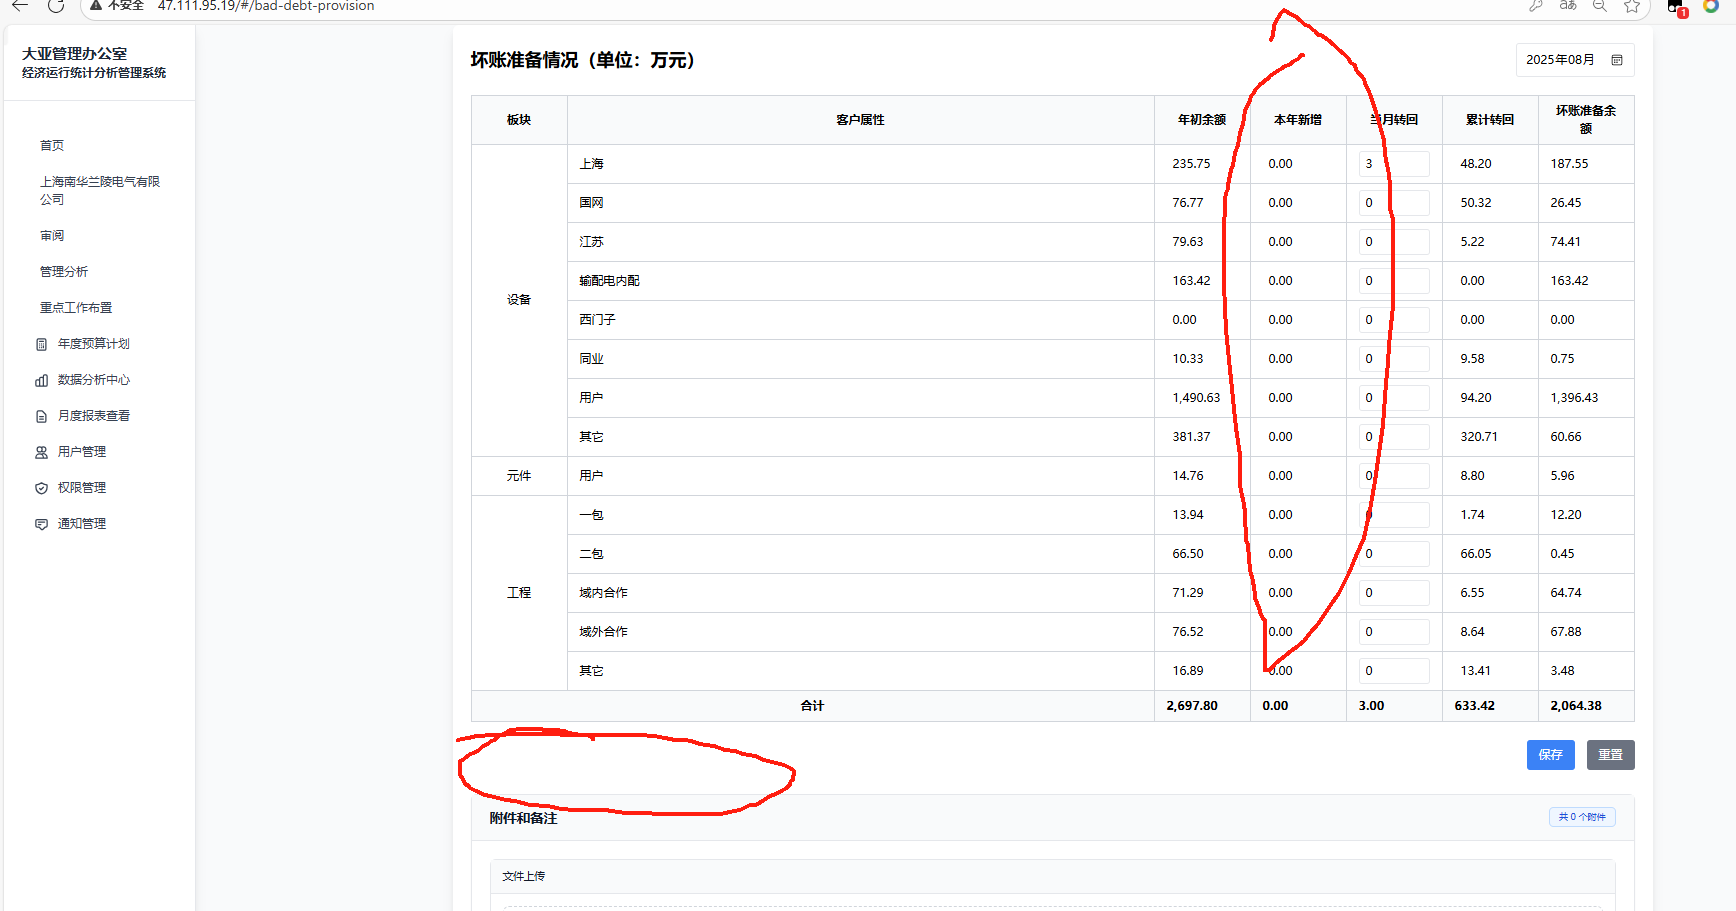 不安全 47.111.95.19/#/bad-debt-provision
aあ
1
大亚管理办公室
经济运行统计分析管理系统
首页
上海南华兰陵电气有限
公司
审阅
管理分析
重点工作布置
年度预算计划
数据分析中心
月度报表查看
用户管理
权限管理
通知管理
坏账准备情况（单位：万元）
2025年08月
板块 客户属性 年初余额 本年新增 当月转回 累计转回 坏账准备余
额
设备
上海 235.75 0.00 3 48.20 187.55
国网 76.77 0.00 0 50.32 26.45
江苏 79.63 0.00 0 5.22 74.41
输配电内配 163.42 0.00 0 0.00 163.42
西门子 0.00 0.00 0 0.00 0.00
同业 10.33 0.00 0 9.58 0.75
用户 1,490.63 0.00 0 94.20 1,396.43
其它 381.37 0.00 0 320.71 60.66
元件 用户 14.76 0.00 0 8.80 5.96
工程
一包 13.94 0.00 0 1.74 12.20
二包 66.50 0.00 0 66.05 0.45
域内合作 71.29 0.00 0 6.55 64.74
域外合作 76.52 0.00 0 8.64 67.88
其它 16.89 0.00 0 13.41 3.48
合计 2,697.80 0.00 3.00 633.42 2,064.38
保存 重置
附件和备注 共 0 个附件
文件上传